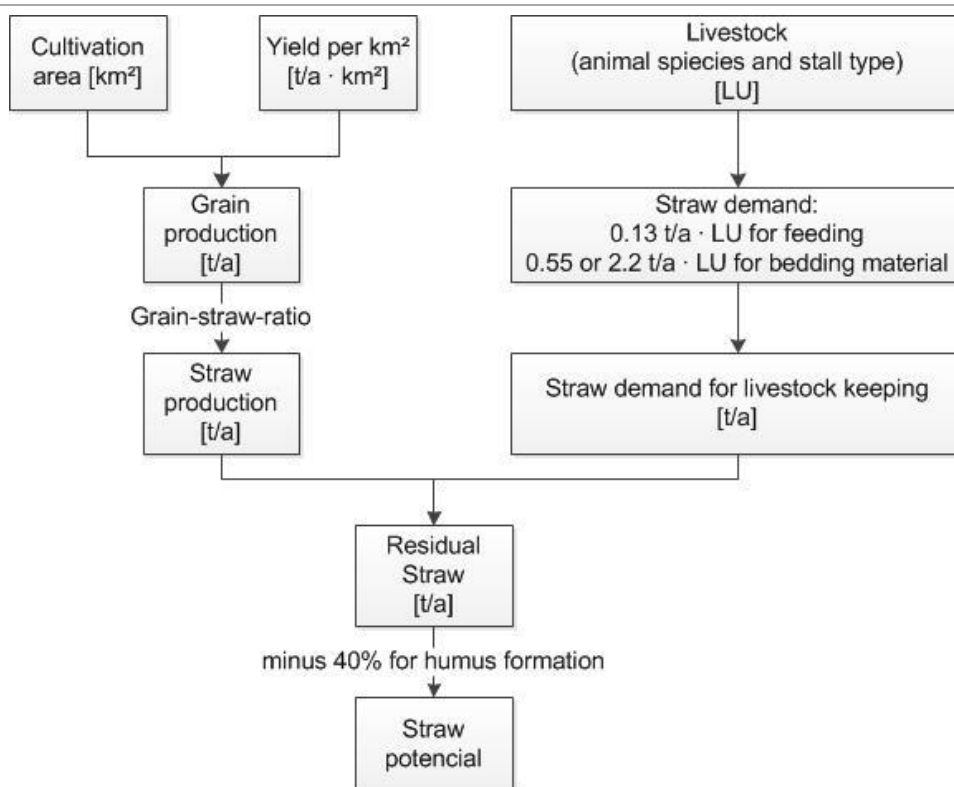 Cultivation
area [km²]
Yield per km²
[t/a · km²]
Livestock
(animal spiecies and stall type)
[LU]
Grain
production
[t/a]
Straw demand:
0.13 t/a · LU for feeding
0.55 or 2.2 t/a · LU for bedding material
Grain-straw-ratio
Straw
production
[t/a]
Straw demand for livestock keeping
[t/a]
Residual
Straw
[t/a]
minus 40% for humus formation
Straw
potencial